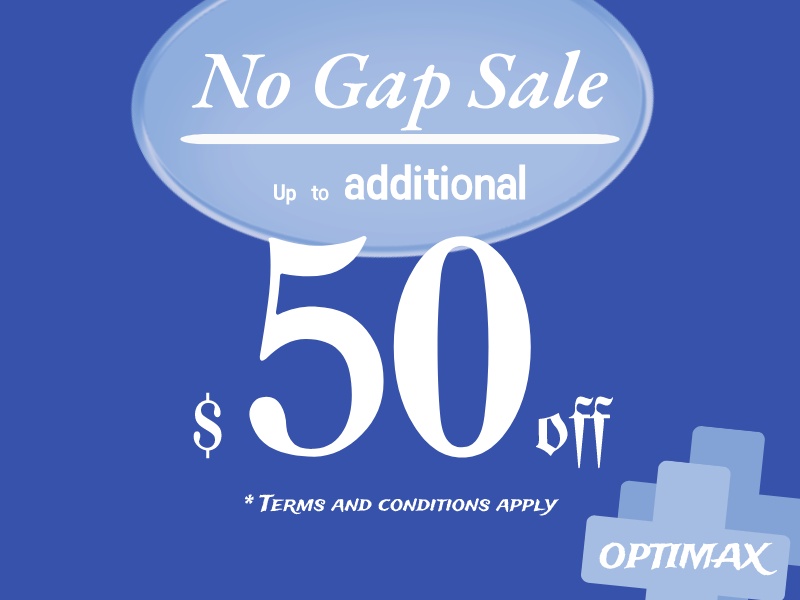 No Gap Sale
Up to additional
$50 off
* Terms and conditions apply
OPTIMAX